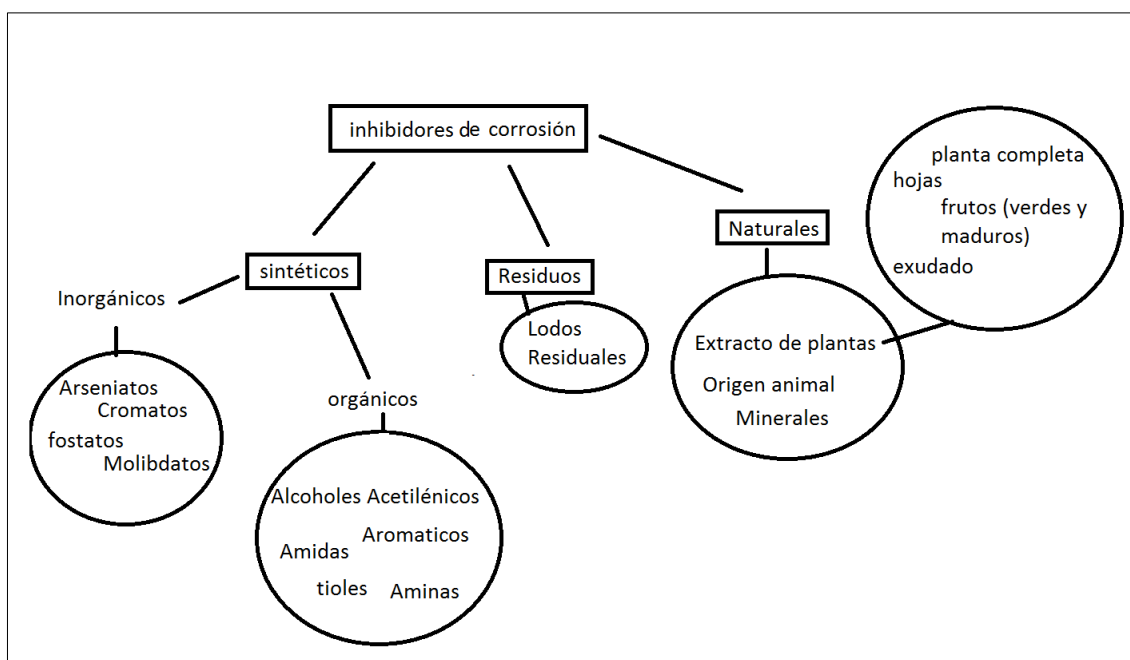 inhibidores de corrosión
sintéticos
Inorgánicos
Arseniatos
Cromatos
fostatos
Molibdatos
orgánicos
Alcoholes Acetilénicos
Aromaticos
Amidas
tioles
Aminas
Residuos
Lodos
Residuales
Naturales
Extracto de plantas
Origen animal
Minerales
planta completa
hojas
frutos (verdes y
maduros)
exudado